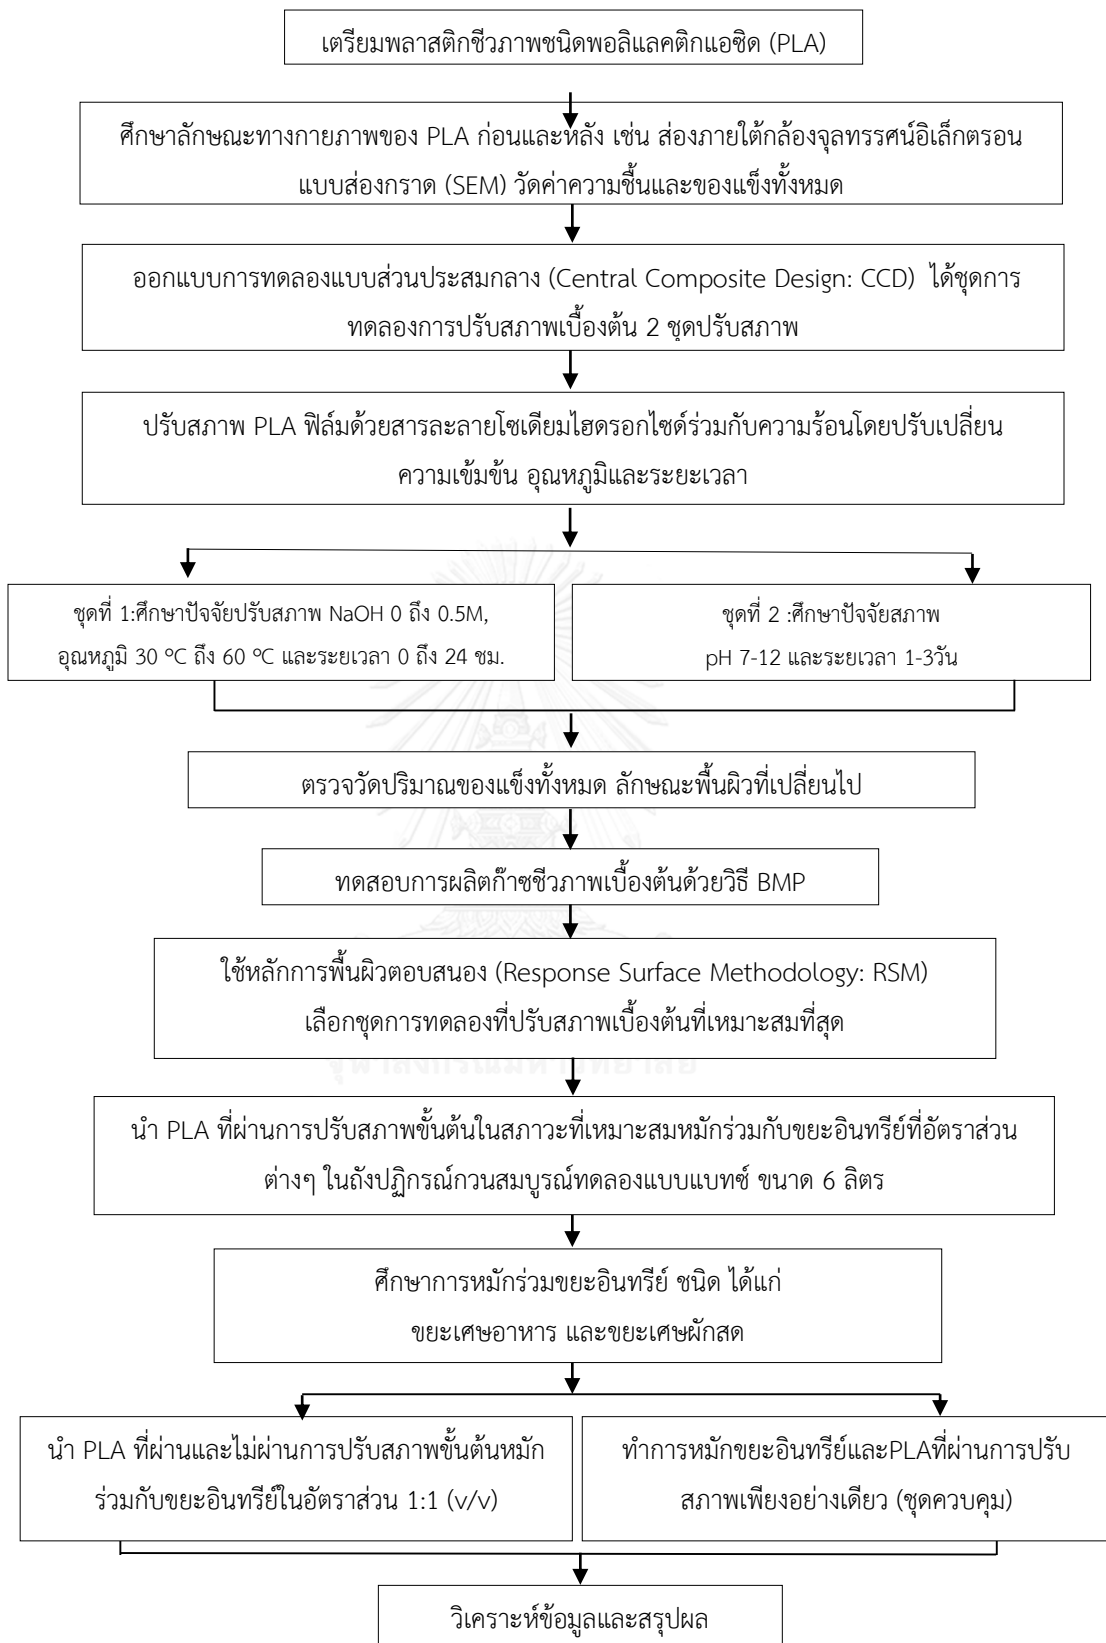 เตรียมพลาสติกชีวภาพชนิดพอลิแลคติกแอซิด (PLA)
ศึกษาลักษณะทางกายภาพของ PLA ก่อนและหลัง เช่น ส่องภายใต้กล้องจุลทรรศน์อิเล็กตรอน
แบบส่องกราด (SEM) วัดค่าความชื้นและของแข็งทั้งหมด
ออกแบบการทดลองแบบส่วนประสมกลาง (Central Composite Design: CCD) ได้ชุดการ
ทดลองการปรับสภาพเบื้องต้น 2 ชุดปรับสภาพ
ปรับสภาพ PLA ฟิล์มด้วยสารละลายโซเดียมไฮดรอกไซด์ร่วมกับความร้อนโดยปรับเปลี่ยน
ความเข้มข้น อุณหภูมิและระยะเวลา
ชุดที่ 1:ศึกษาปัจจัยปรับสภาพ NaOH 0 ถึง 0.5M,
อุณหภูมิ 30 °C ถึง 60 °C และระยเวลา 0 ถึง 24 ชม.
ชุดที่ 2 :ศึกษาปัจจัยสภาพ
pH 7-12 และระยเวลา 1-3วัน
ตรวจวัดปริมาณของแข็งทั้งหมด ลักษณะพื้นผิวที่เปลี่ยนไป
ทดสอบการผลิตก๊าซชีวภาพเบื้องต้นด้วยวิธี BMP
ใช้หลักการพื้นผิวตอบสนอง (Response Surface Methodology: RSM)
เลือกชุดการทดลองที่ปรับสภาพเบื้องต้นที่เหมาะสมที่สุด
จุฬาลงกรณ์มหาวิทยาลัย
นำ PLA ที่ผ่านการปรับสภาพขั้นต้นในสภาวะที่เหมาะสมหมักร่วมกับขยะอินทรีย์ที่อัตราส่วน
ต่างๆ ในถังปฏิกรณ์กวนสมบูรณ์ทดลองแบบแบทซ์ ขนาด 6 ลิตร
ศึกษาการหมักร่วมขยะอินทรีย์ ชนิด ได้แก่
ขยะเศษอาหาร และขยะเศษผักสด
นำ PLA ที่ผ่านและไม่ผ่านการปรับสภาพขั้นต้นหมัก
ร่วมกับขยะอินทรีย์ในอัตราส่วน 1:1 (v/v)
ทำการหมักขยะอินทรีย์และPLAที่ผ่านการปรับ
สภาพเพียงอย่างเดียว (ชุดควบคุม)
วิเคราะห์ข้อมูลและสรุปผล